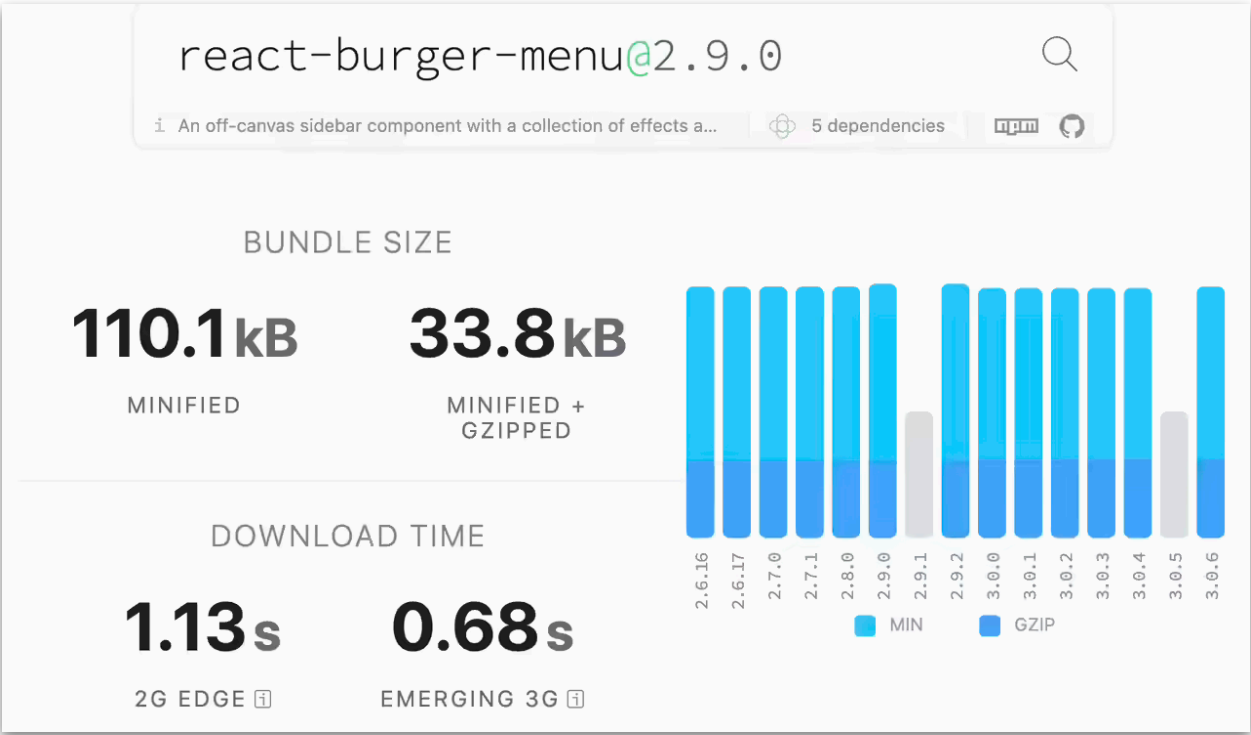 react-burger-menu@2.9.0
i An off-canvas sidebar component with a collection of effects a... 5 dependencies npm
BUNDLE SIZE
110.1 kB 33.8 kB
MINIFIED MINIFIED +
GZIPPED
DOWNLOAD TIME
1.13 s 0.68 s
2G EDGE i EMERGING 3G i
2.6.16 2.6.17 2.7.0 2.7.1 2.8.0 2.9.0 2.9.1 2.9.2 3.0.0 3.0.1 3.0.2 3.0.3 3.0.4 3.0.5 3.0.6
MIN GZIP